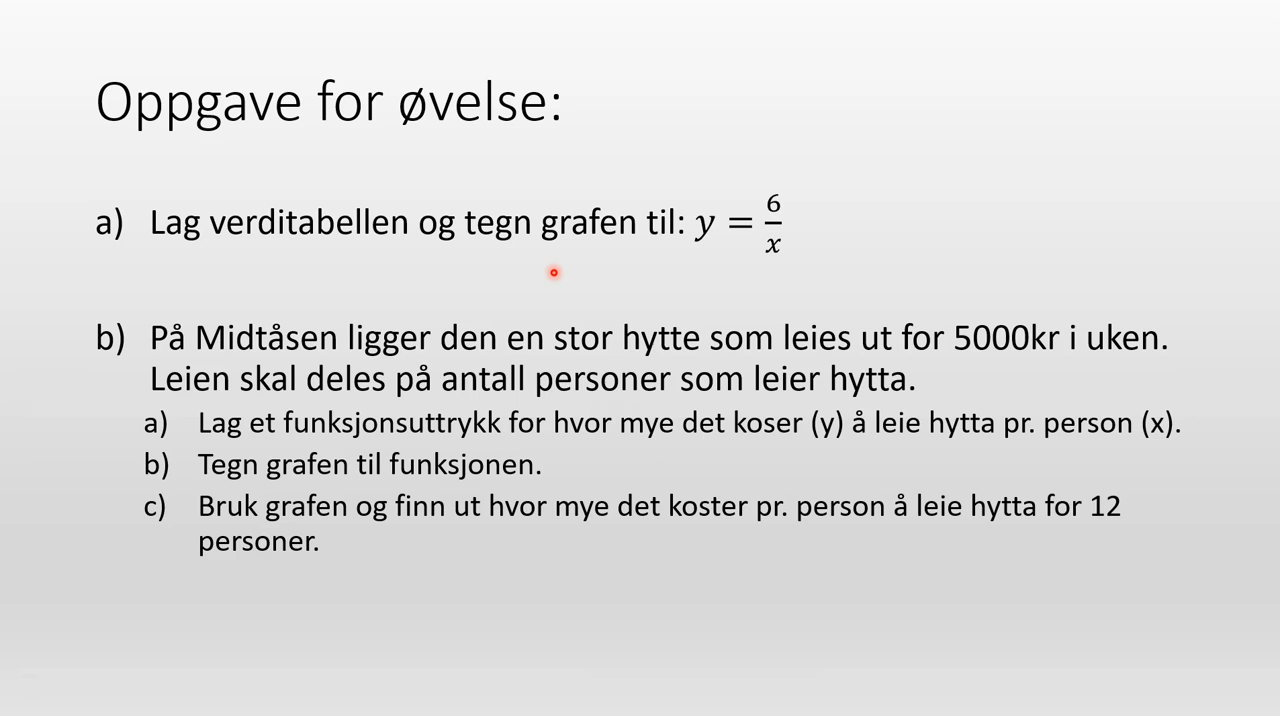 Oppgave for øvelse:
a) Lag verditabellen og tegn grafen til: y = 6/x
b) På Midtåsen ligger den en stor hytte som leies ut for 5000kr i uken.
Leien skal deles på antall personer som leier hytta.
a) Lag et funksjonsuttrykk for hvor mye det koser (y) å leie hytta pr. person (x).
b) Tegn grafen til funksjonen.
c) Bruk grafen og finn ut hvor mye det koster pr. person å leie hytta for 12
personer.